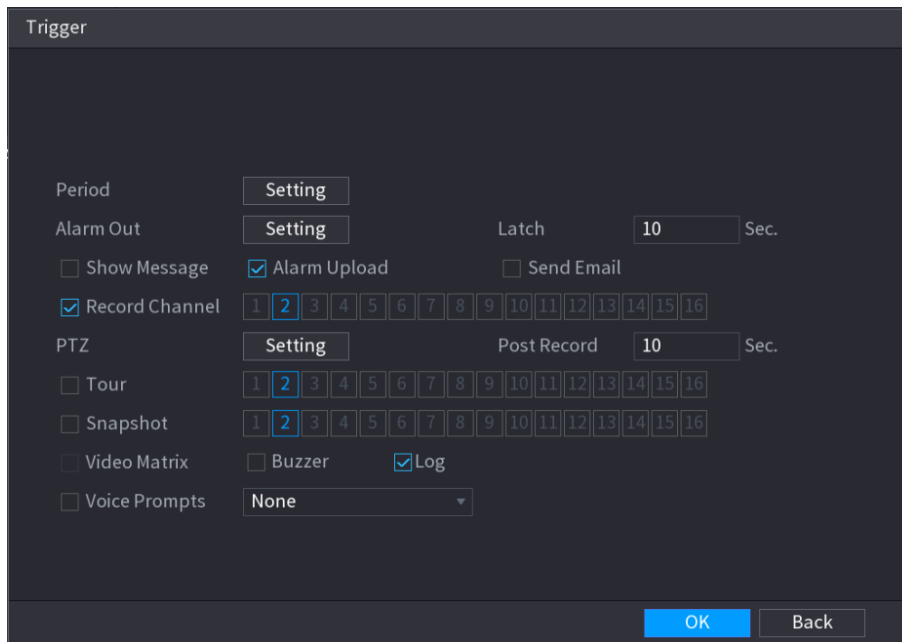 Trigger
Period Setting
Alarm Out Setting Latch 10 Sec.
Show Message Alarm Upload Send Email
Record Channel 1 2 3 4 5 6 7 8 9 10 11 12 13 14 15 16
PTZ Setting Post Record 10 Sec.
Tour 1 2 3 4 5 6 7 8 9 10 11 12 13 14 15 16
Snapshot 1 2 3 4 5 6 7 8 9 10 11 12 13 14 15 16
Video Matrix Buzzer Log
Voice Prompts None
OK Back